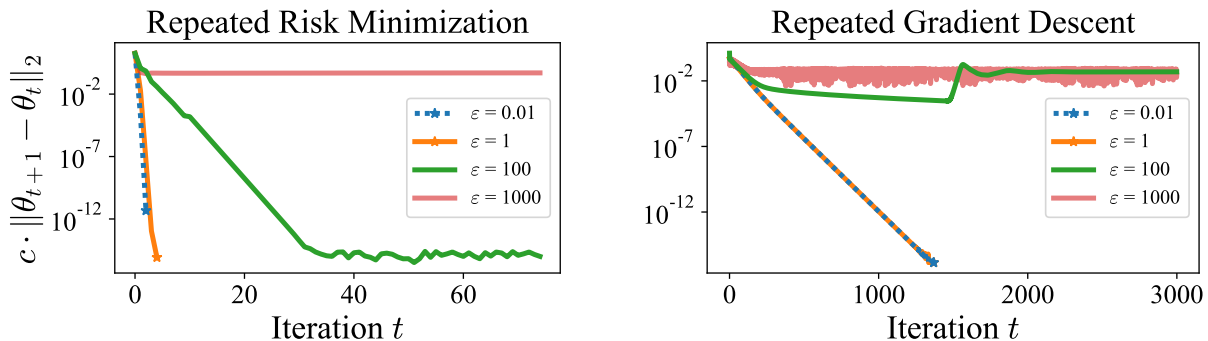 Repeated Risk Minimization
c · ‖θ_{t+1} − θ_t‖_2
10^{-2}
10^{-7}
10^{-12}
ε = 0.01
ε = 1
ε = 100
ε = 1000
0 20 40 60
Iteration t
Repeated Gradient Descent
10^{-2}
10^{-7}
10^{-12}
ε = 0.01
ε = 1
ε = 100
ε = 1000
0 1000 2000 3000
Iteration t